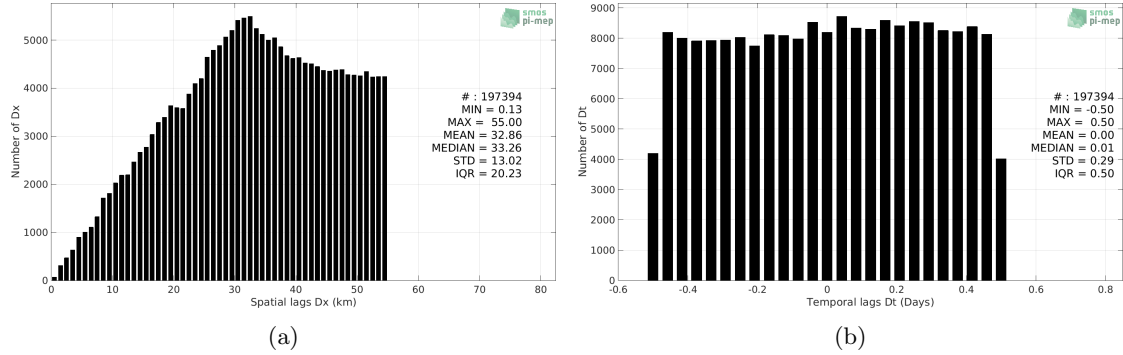 smos
pi-mep
5000
4000
3000
2000
1000
0
Number of Dx
# : 197394
MIN = 0.13
MAX = 55.00
MEAN = 32.86
MEDIAN = 33.26
STD = 13.02
IQR = 20.23
0 10 20 30 40 50 60 70 80
Spatial lags Dx (km)
(a)
smos
pi-mep
9000
8000
7000
6000
5000
4000
3000
2000
1000
0
Number of Dt
# : 197394
MIN = -0.50
MAX = 0.50
MEAN = 0.00
MEDIAN = 0.01
STD = 0.29
IQR = 0.50
-0.6 -0.4 -0.2 0 0.2 0.4 0.6 0.8
Temporal lags Dt (Days)
(b)